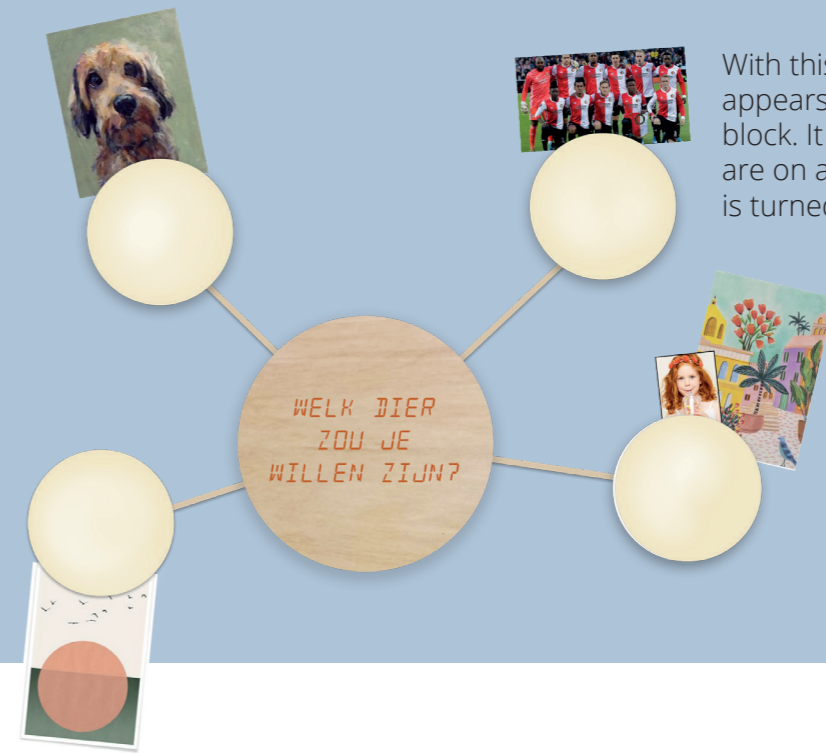 With this
appears
block. It
are on a
is turned
WELK DIER
ZOU JE
WILLEN ZIJN?